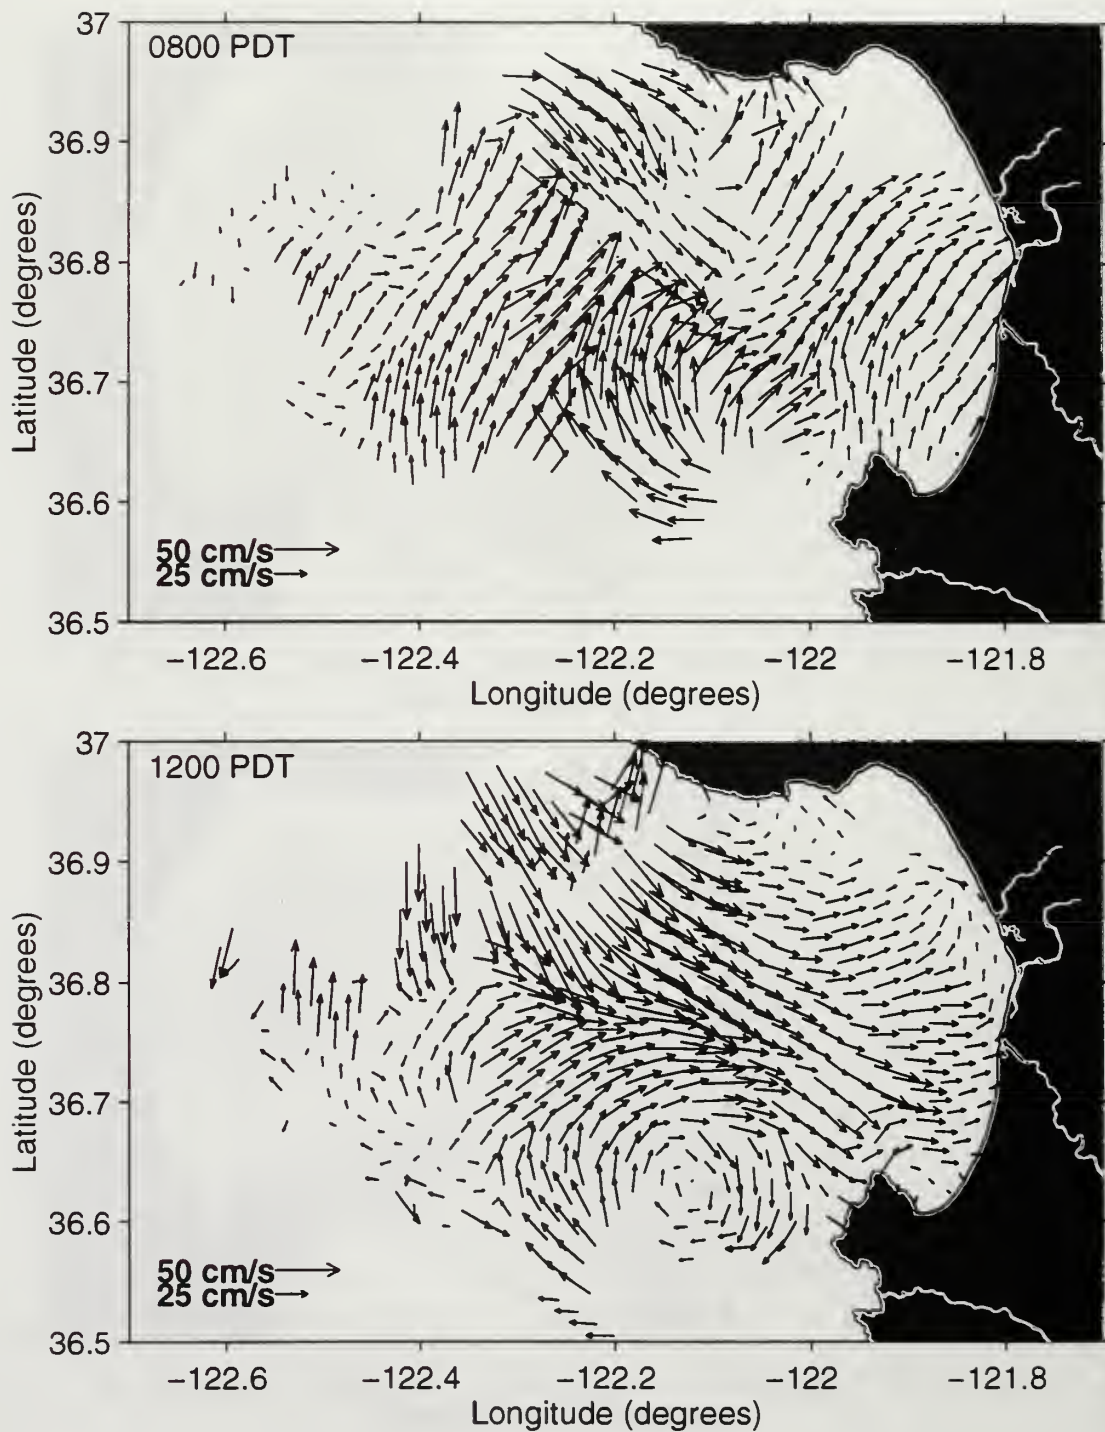 0800 PDT
37
36.9
36.8
36.7
36.6
36.5
Latitude (degrees)
50 cm/s
25 cm/s
−122.6 −122.4 −122.2 −122 −121.8
Longitude (degrees)
1200 PDT
37
36.9
36.8
36.7
36.6
36.5
Latitude (degrees)
50 cm/s
25 cm/s
−122.6 −122.4 −122.2 −122 −121.8
Longitude (degrees)